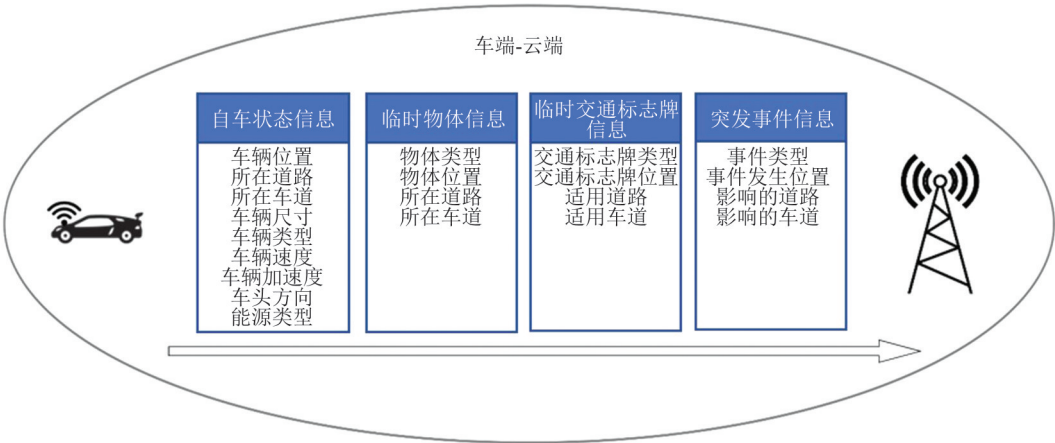 车端-云端
自车状态信息
车辆位置
所在道路
所在车道
车辆尺寸
车辆类型
车辆速度
车辆加速度
车头方向
能源类型
临时物体信息
物体类型
物体位置
所在道路
所在车道
临时交通标志牌
信息
交通标志牌类型
交通标志牌位置
适用道路
适用车道
突发事件信息
事件类型
事件发生位置
影响的道路
影响的车道